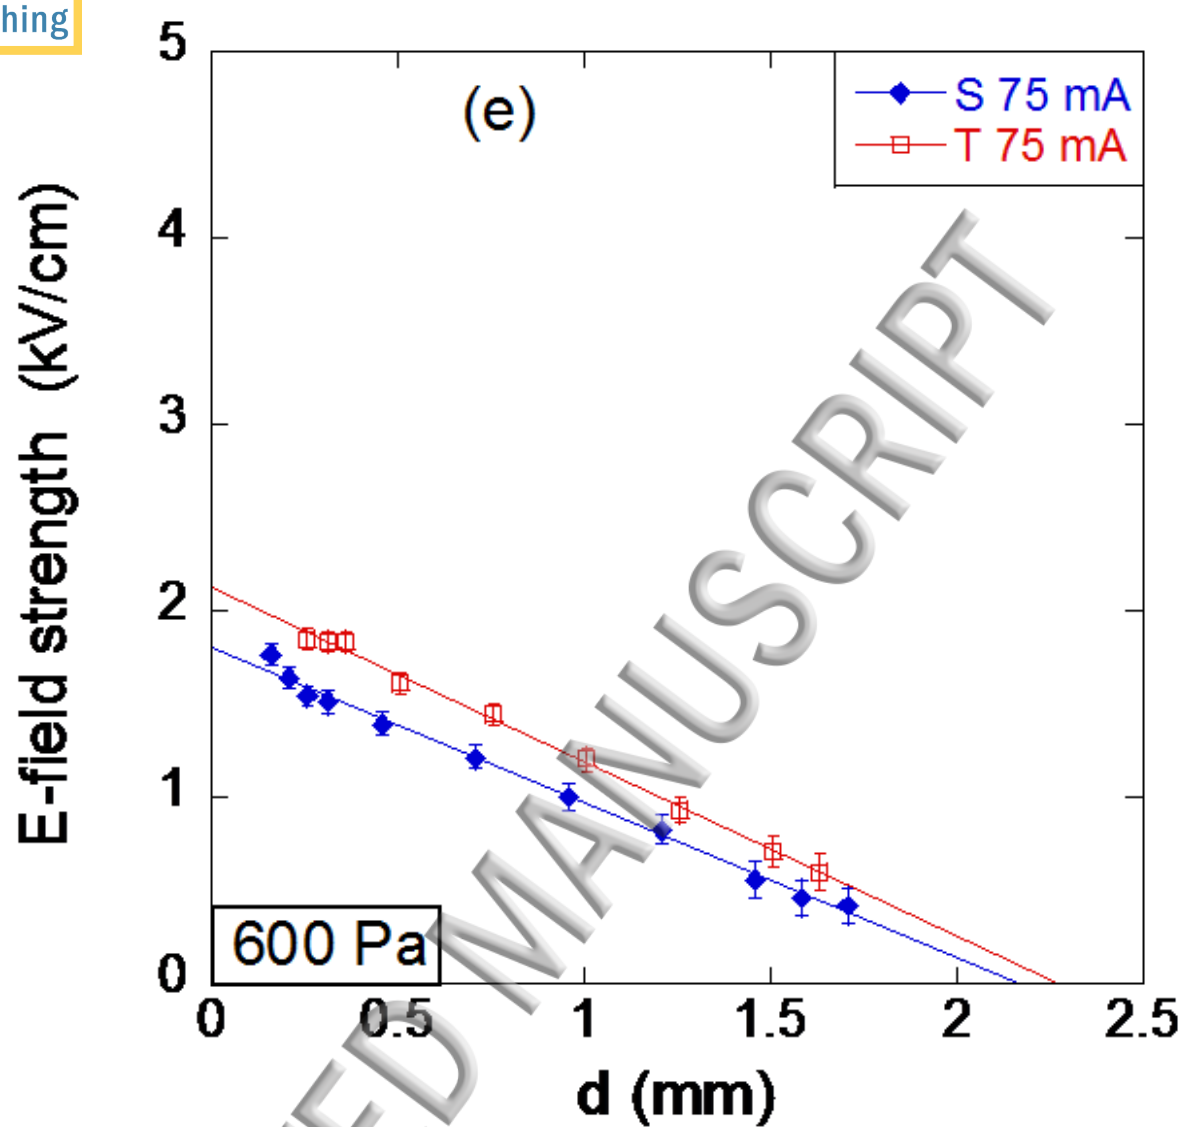 hing
5
(e)
S 75 mA
T 75 mA
4
3
2
1
0
E-field strength (kV/cm)
600 Pa
0 0.5 1 1.5 2 2.5
d (mm)
ED MANUSCRIPT